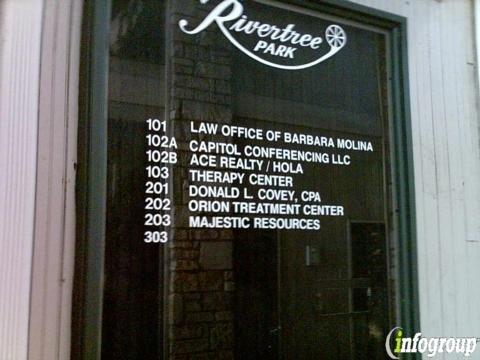 Rivertree
PARK
101 LAW OFFICE OF BARBARA MOLINA
102A CAPITOL CONFERENCING LLC
102B ACE REALTY / HOLA
103 THERAPY CENTER
201 DONALD L. COVEY, CPA
202 ORION TREATMENT CENTER
203 MAJESTIC RESOURCES
303
infogroup